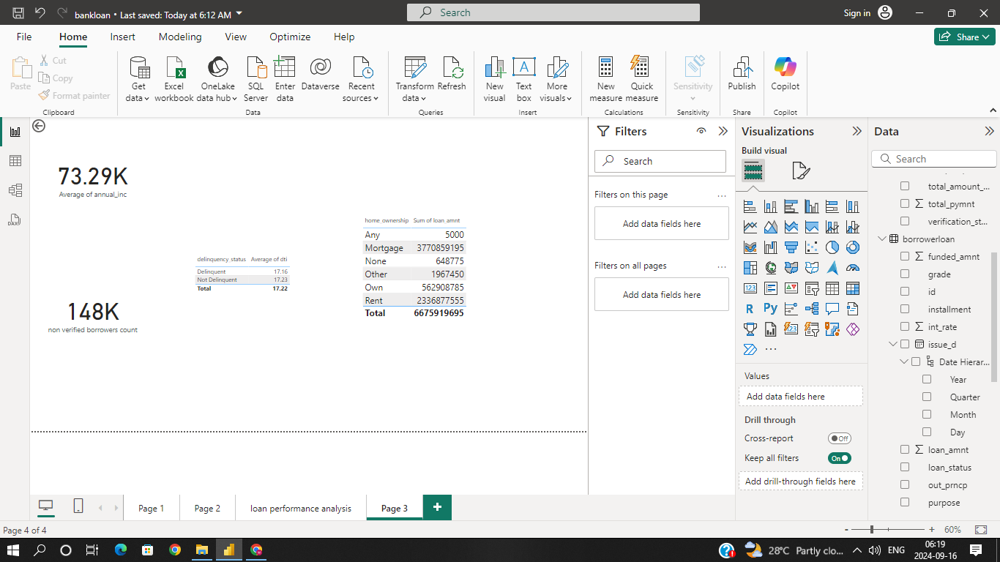 bankloan • Last saved: Today at 6:12 AM
Search
Sign in
File Home Insert Modeling View Optimize Help
Share
Paste
Cut
Copy
Format painter
Clipboard
Get data
Excel workbook
OneLake data hub
SQL Server
Enter data
Dataverse
Recent sources
Data
Transform data
Refresh
Queries
New visual
Text box
More visuals
Insert
New measure
Quick measure
Calculations
Sensitivity
Sensitivity
Publish
Share
Copilot
Copilot
73.29K
Average of annual_inc
148K
non verified borrowers count
delinquency_status Average of dti
Delinquent 17.16
Not Delinquent 17.23
Total 17.22
home_ownership Sum of loan_amnt
Any 5000
Mortgage 3770859195
None 648775
Other 1967450
Own 562908785
Rent 2336877555
Total 6675919695
Filters
Search
Filters on this page ...
Add data fields here
Filters on all pages ...
Add data fields here
Visualizations
Build visual
123
R Py
123
...
Values
Add data fields here
Drill through
Cross-report Off
Keep all filters On
Add drill-through fields here
Data
Search
total_amount_...
total_pymnt
verification_st...
borrowerloan
funded_amnt
grade
id
installment
int_rate
issue_d
Date Hierar...
Year
Quarter
Month
Day
loan_amnt
loan_status
out_prncp
purpose
Page 1 Page 2 loan performance analysis Page 3 +
Page 4 of 4
- + 60%
28°C Partly clo...
ENG
06:19
2024-09-16